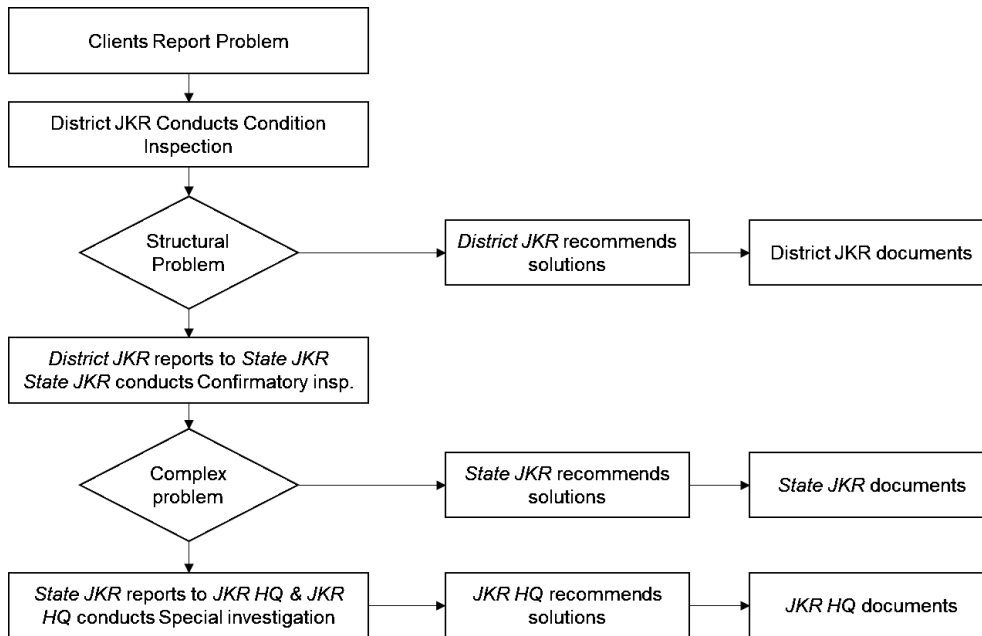 Clients Report Problem
District JKR Conducts Condition
Inspection
Structural
Problem
District JKR recommends
solutions
District JKR documents
District JKR reports to State JKR
State JKR conducts Confirmatory insp.
Complex
problem
State JKR recommends
solutions
State JKR documents
State JKR reports to JKR HQ & JKR
HQ conducts Special investigation
JKR HQ recommends
solutions
JKR HQ documents